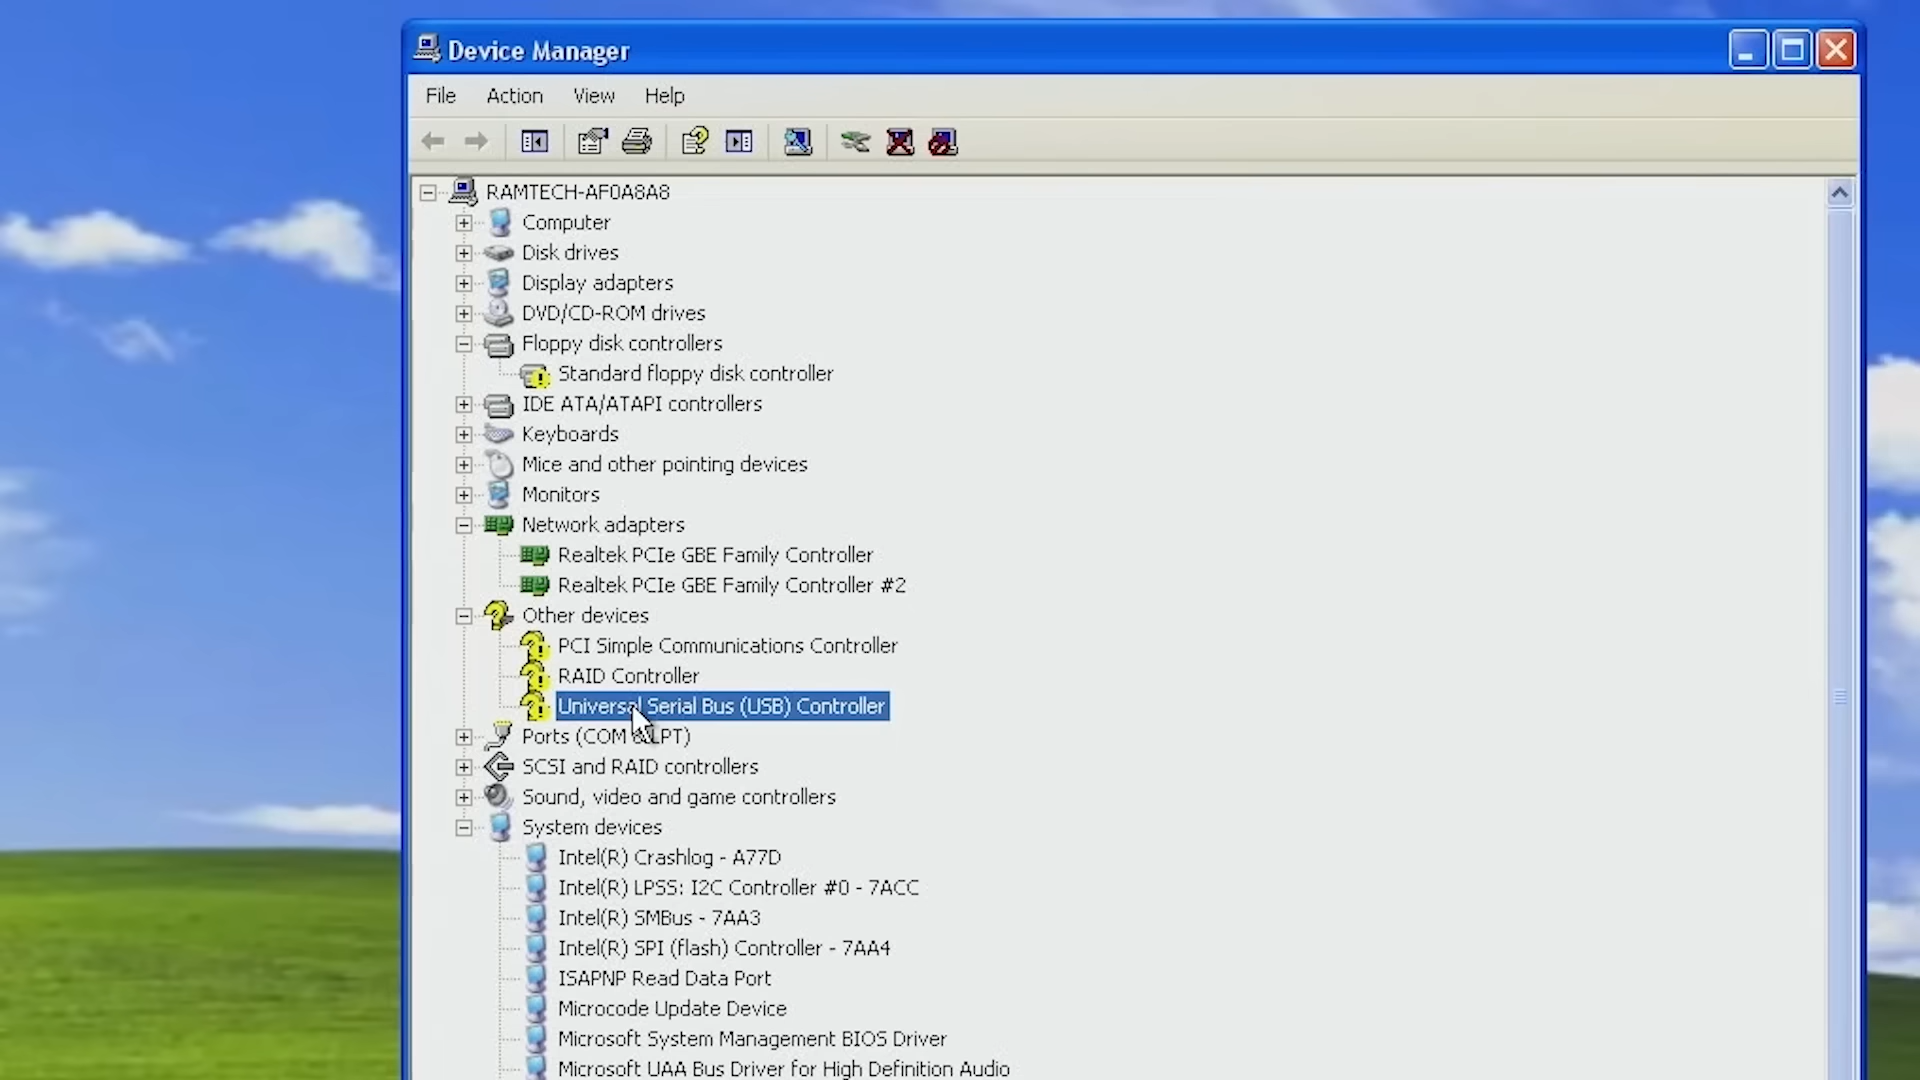 Device Manager
File Action View Help
RAMTECH-AF0A8A8
Computer
Disk drives
Display adapters
DVD/CD-ROM drives
Floppy disk controllers
Standard floppy disk controller
IDE ATA/ATAPI controllers
Keyboards
Mice and other pointing devices
Monitors
Network adapters
Realtek PCIe GBE Family Controller
Realtek PCIe GBE Family Controller #2
Other devices
PCI Simple Communications Controller
RAID Controller
Universal Serial Bus (USB) Controller
Ports (COM & LPT)
SCSI and RAID controllers
Sound, video and game controllers
System devices
Intel(R) Crashlog - A77D
Intel(R) LPSS: I2C Controller #0 - 7ACC
Intel(R) SMBus - 7AA3
Intel(R) SPI (flash) Controller - 7AA4
ISAPNP Read Data Port
Microcode Update Device
Microsoft System Management BIOS Driver
Microsoft UAA Bus Driver for High Definition Audio